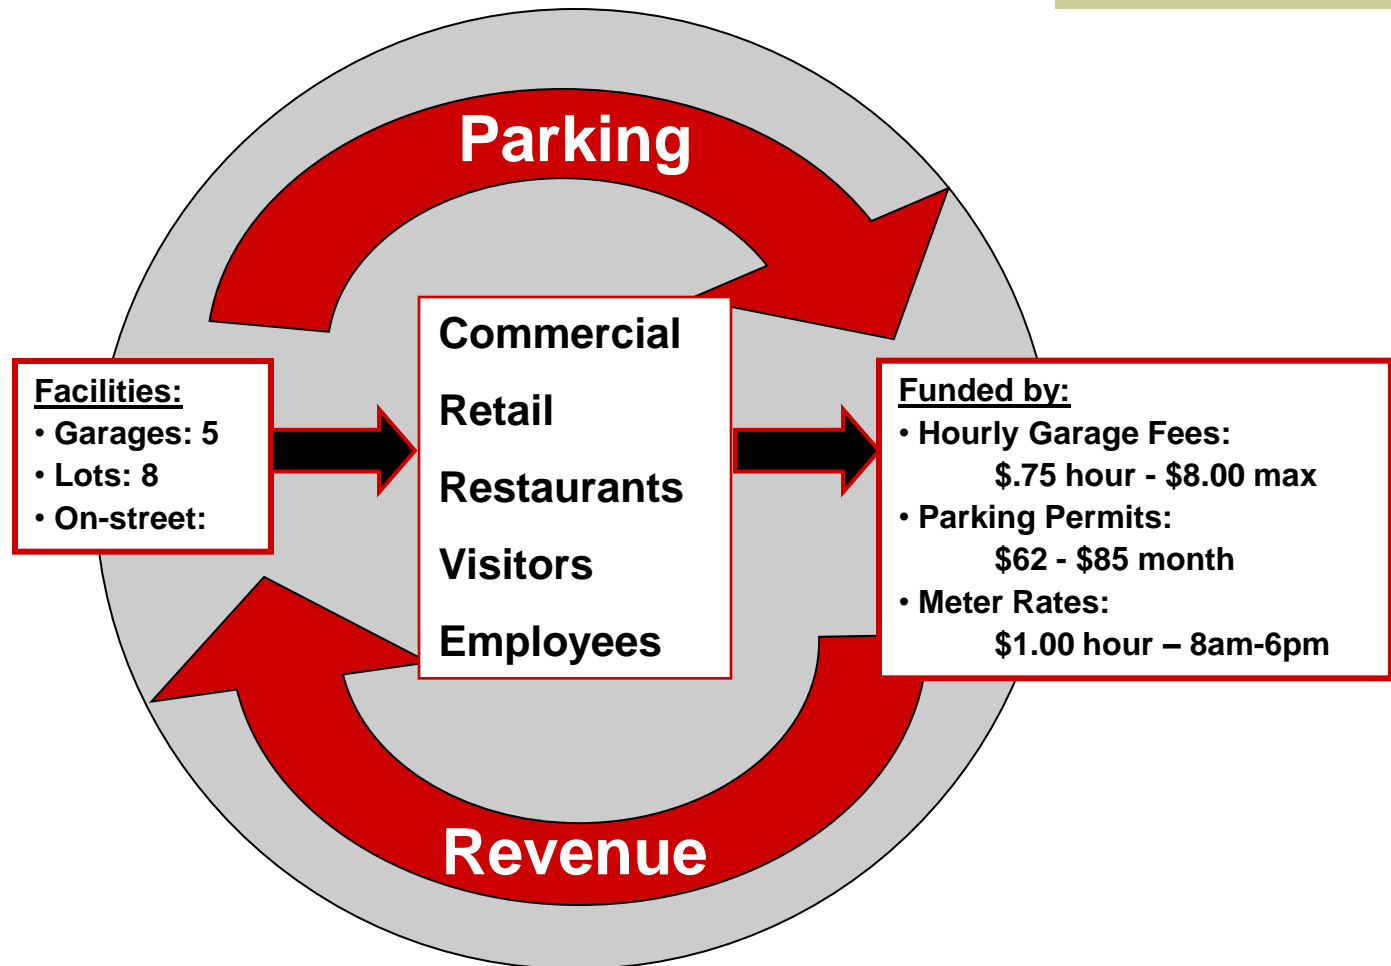 Parking
Facilities:
• Garages: 5
• Lots: 8
• On-street:
Commercial
Retail
Restaurants
Visitors
Employees
Funded by:
• Hourly Garage Fees:
$.75 hour - $8.00 max
• Parking Permits:
$62 - $85 month
• Meter Rates:
$1.00 hour – 8am-6pm
Revenue